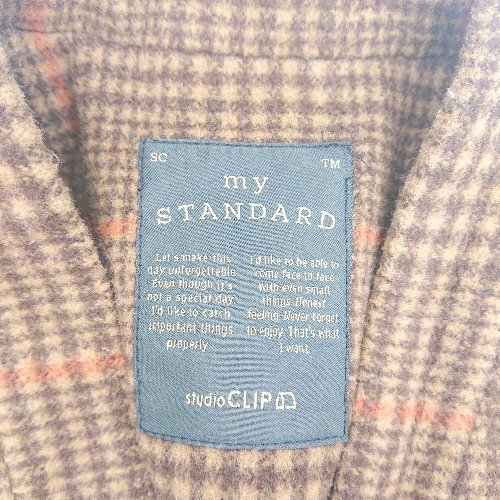 SC TM
my
STANDARD
Let's make this
day unforgettable
Even though it's
not a special day.
I'd like to catch
important things
properly.
I'd like to be able to
come face to face
with even small
things. Honest
feeling. Never forget
to enjoy. That's what
I want.
studio CLIP